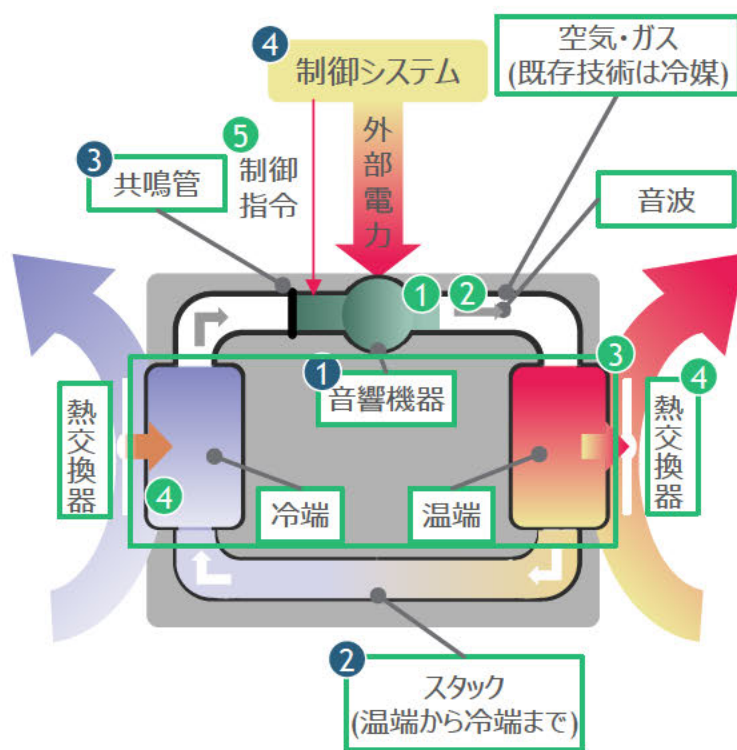 4
制御システム
空気・ガス
(既存技術は冷媒)
外部電力
5
制御
指令
3
共鳴管
音波
1
2
3
1
音響機器
4
熱交換器
熱交換器
4
冷端
温端
2
スタック
(温端から冷端まで)